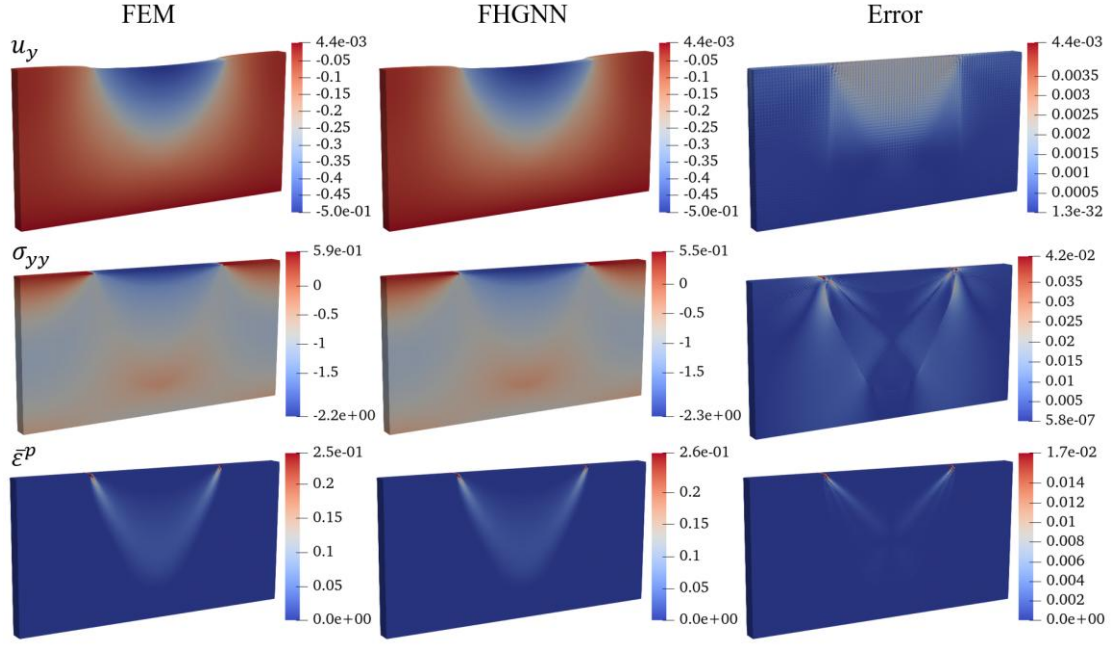 FEM FHGNN Error
u_y
4.4e-03
-0.05
-0.1
-0.15
-0.2
-0.25
-0.3
-0.35
-0.4
-0.45
-5.0e-01
4.4e-03
-0.05
-0.1
-0.15
-0.2
-0.25
-0.3
-0.35
-0.4
-0.45
-5.0e-01
4.4e-03
0.0035
0.003
0.0025
0.002
0.0015
0.001
0.0005
1.3e-32
σ_yy
5.9e-01
0
-0.5
-1
-1.5
-2.2e+00
5.5e-01
0
-0.5
-1
-1.5
-2.3e+00
4.2e-02
0.035
0.03
0.025
0.02
0.015
0.01
0.005
5.8e-07
ε̄^p
2.5e-01
0.2
0.15
0.1
0.05
0.0e+00
2.6e-01
0.2
0.15
0.1
0.05
0.0e+00
1.7e-02
0.014
0.012
0.01
0.008
0.006
0.004
0.002
0.0e+00